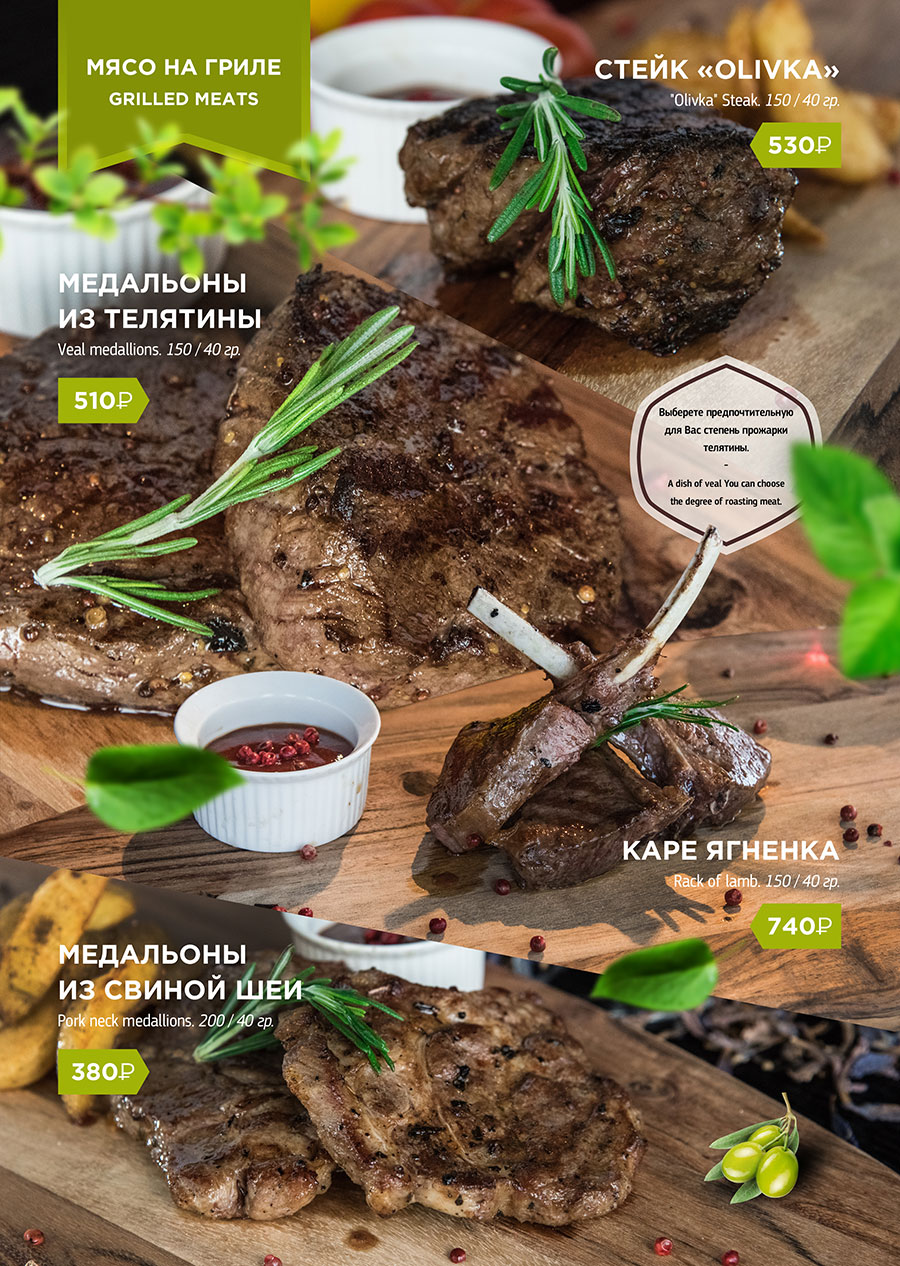 МЯСО НА ГРИЛЕ
GRILLED MEATS
СТЕЙК «OLIVKA»
"Olivka" Steak. 150 / 40 гр.
530₽
МЕДАЛЬОНЫ
ИЗ ТЕЛЯТИНЫ
Veal medallions. 150 / 40 гр.
510₽
Выберете предпочтительную
для Вас степень прожарки
телятины.
-
A dish of veal You can choose
the degree of roasting meat.
КАРЕ ЯГНЕНКА
Rack of lamb. 150 / 40 гр.
740₽
МЕДАЛЬОНЫ
ИЗ СВИНОЙ ШЕИ
Pork neck medallions. 200 / 40 гр.
380₽